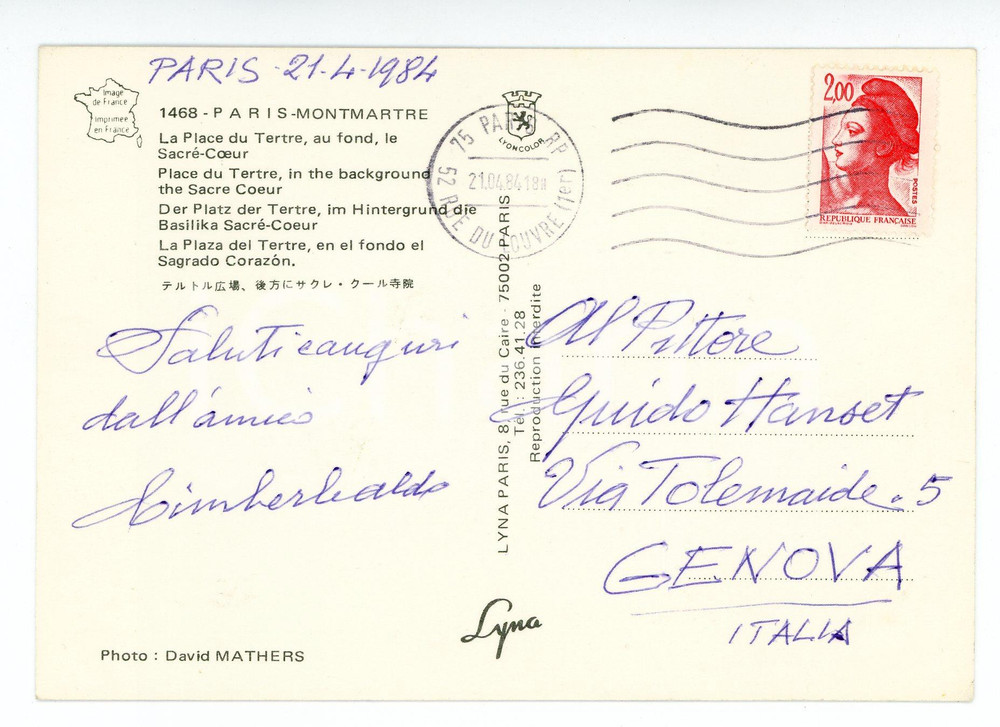 PARIS - 21-4-1984
Image
de France
Imprimée
en France
1468 - PARIS-MONTMARTRE
La Place du Tertre, au fond, le
Sacré-Cœur
Place du Tertre, in the background
the Sacre Coeur
Der Platz der Tertre, im Hintergrund die
Basilika Sacré-Coeur
La Plaza del Tertre, en el fondo el
Sagrado Corazón.
テルトル広場、後方にサクレ・クール寺院
Saluti e auguri
dall'amico
Photo : David MATHERS
LYONCOLOR
75 PARIS RP
21.04.84 18H
52 RUE DU LOUVRE (1er)
LYNA PARIS, 8, rue du Caire - 75002-PARIS
Tél. : 236.41.28
Reproduction interdite
Lyna
2,00
POSTES
REPUBLIQUE FRANÇAISE
Al Pittore
Guido Hanset
Via Tolemaide . 5
GENOVA
ITALIA